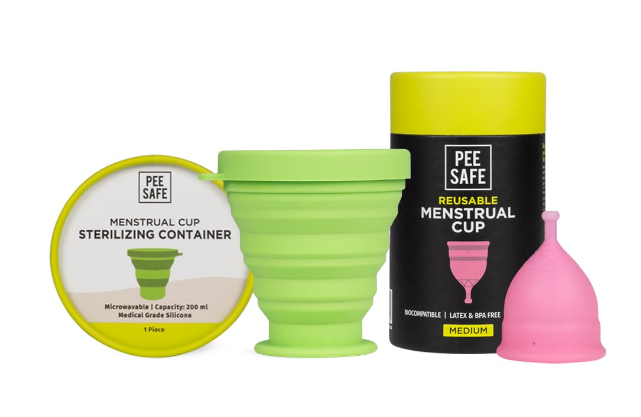 PEE
SAFE
MENSTRUAL CUP
STERILIZING CONTAINER
Microwavable | Capacity: 200 ml
Medical Grade Silicone
1 Piece
PEE
SAFE
REUSABLE
MENSTRUAL
CUP
BIOCOMPATIBLE | LATEX & BPA FREE
MEDIUM